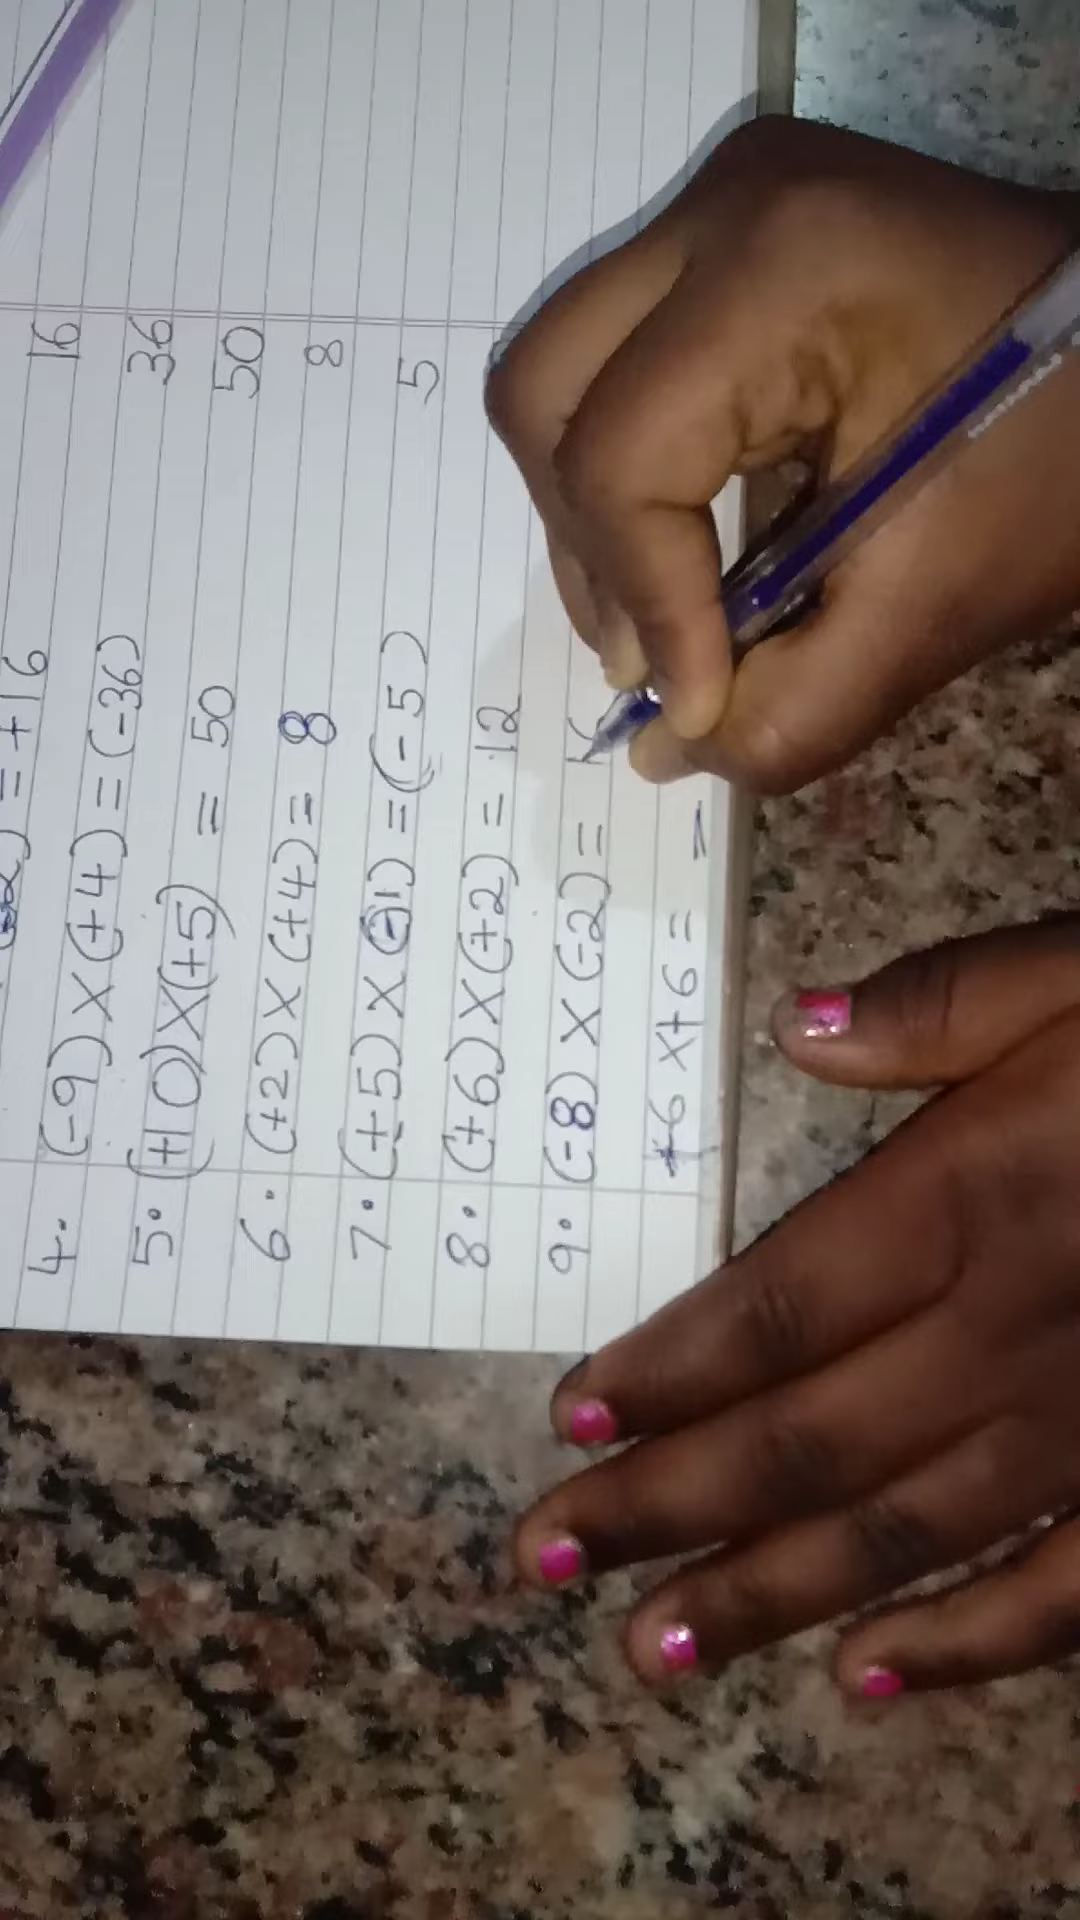 = +16 16
4. (-9) X (+4) = (-36) 36
5. (+10) X (+5) = 50 50
6. (+2) X (+4) = 8 8
7. (+5) X (-1) = (-5) 5
8. (+6) X (+2) = 12
9. (-8) X (-2) = 1
6 X +6 = =